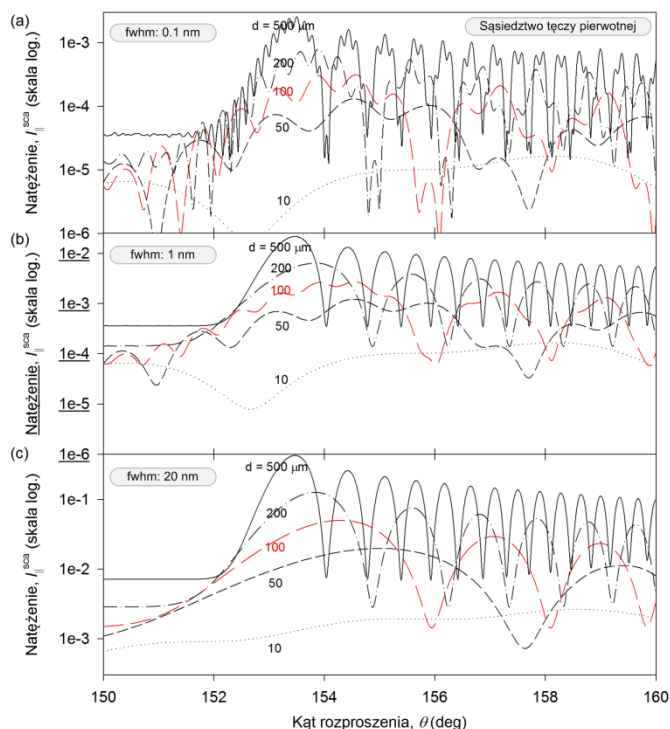 (a)
fwhm: 0.1 nm
d = 500 μm
Sąsiedztwo tęczy pierwotnej
200
100
50
10
1e-3
1e-4
1e-5
1e-6
Natężenie, I∥sca (skala log.)
(b)
fwhm: 1 nm
d = 500 μm
200
100
50
10
1e-2
1e-3
1e-4
1e-5
1e-6
Natężenie, I∥sca (skala log.)
(c)
fwhm: 20 nm
d = 500 μm
200
100
50
10
1e-1
1e-2
1e-3
Natężenie, I∥sca (skala log.)
150 152 154 156 158 160
Kąt rozproszenia, θ (deg)